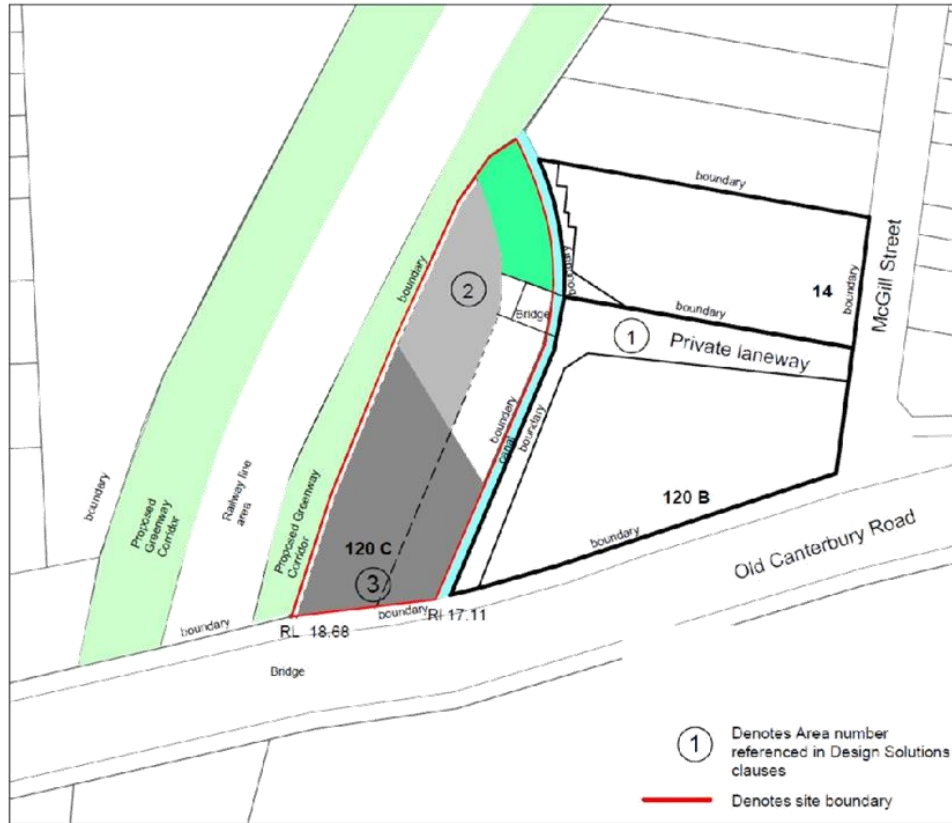 boundary
14
boundary
McGill Street
boundary
boundary
2
Bridge
1
boundary
Private laneway
boundary
canal
boundary
boundary
Proposed
Greenway
Corridor
Railway line
area
Proposed Greenway
Corridor
120 B
boundary
Old Canterbury Road
120 C
3
boundary
boundary
RL 18.68
RI 17.11
Bridge
1
Denotes Area number
referenced in Design Solutions
clauses
Denotes site boundary